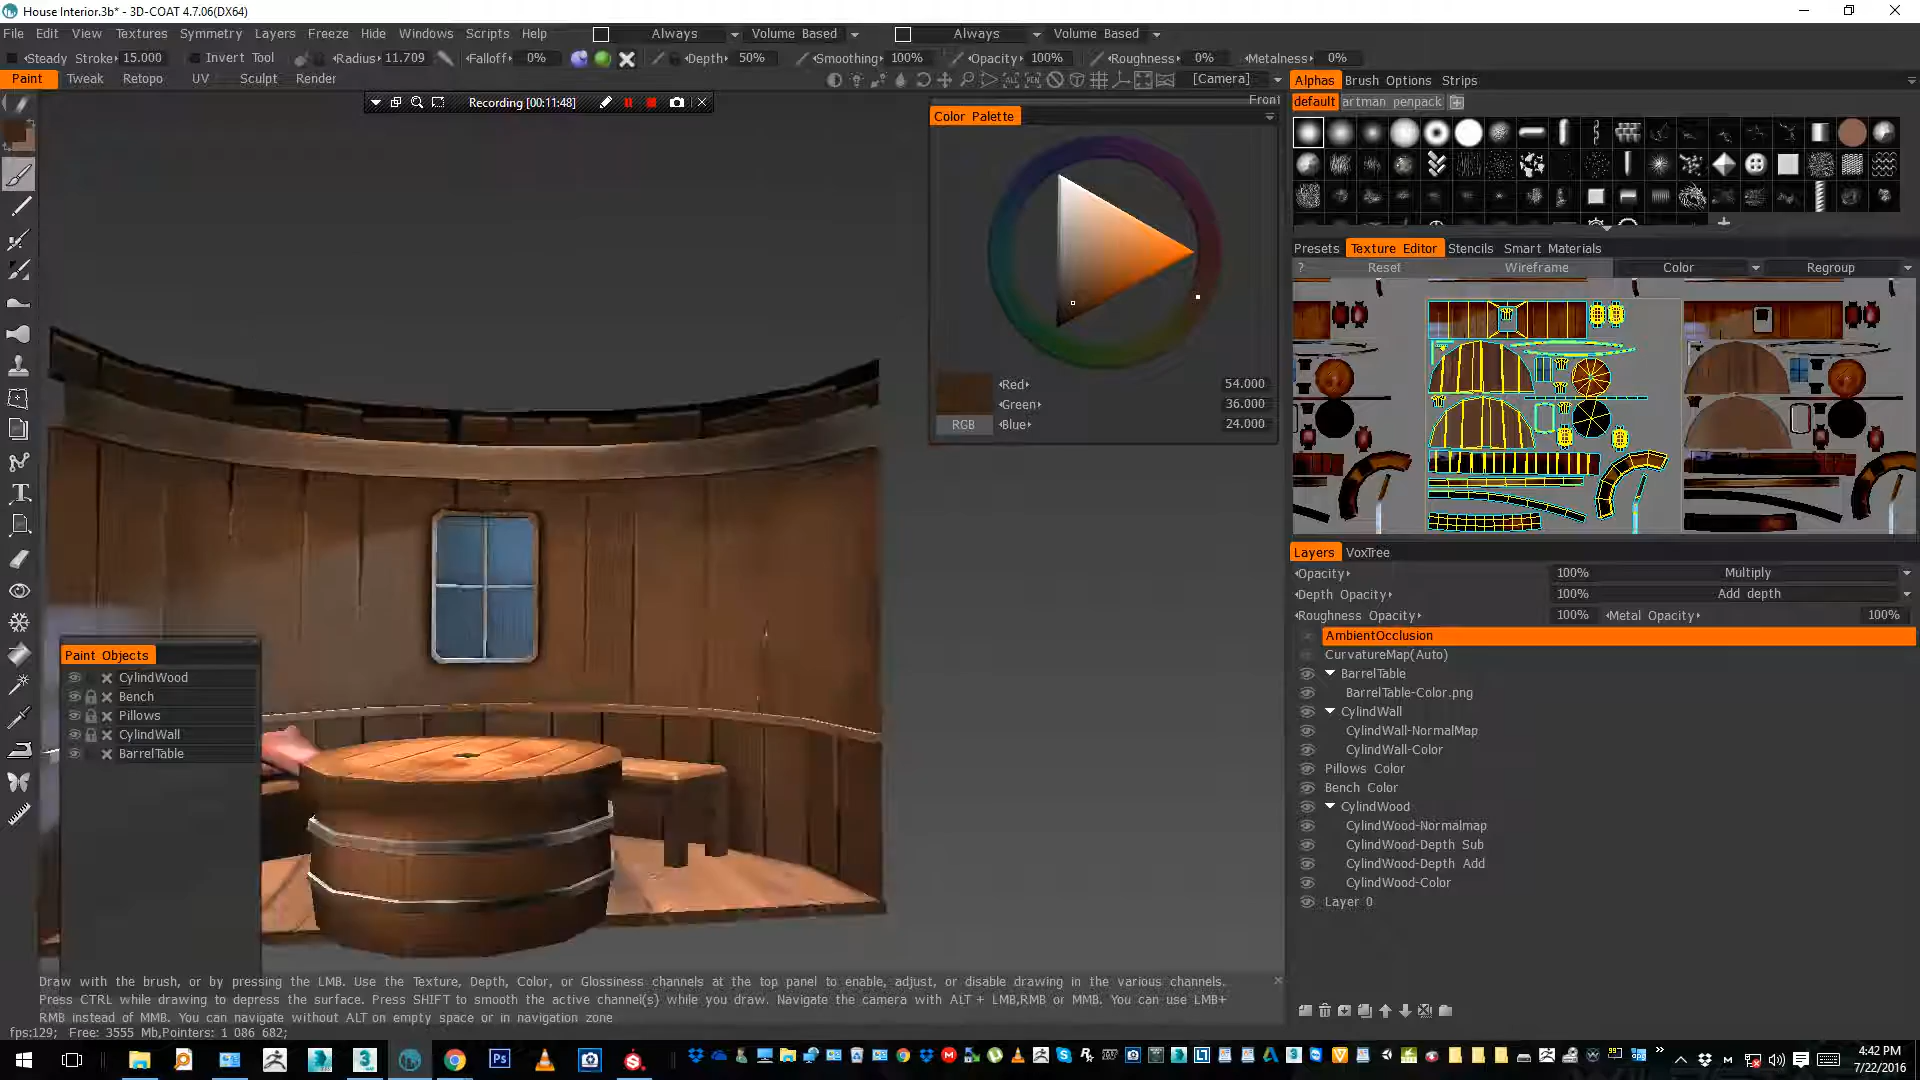 House Interior.3b* - 3D-COAT 4.7.06(DX64)
File Edit View Textures Symmetry Layers Freeze Hide Windows Scripts Help Always Volume Based Always Volume Based
Steady Stroke 15.000 Invert Tool Radius 11.709 Falloff 0% Depth 50% Smoothing 100% Opacity 100% Roughness 0% Metalness 0%
Paint Tweak Retopo UV Sculpt Render [Camera]
Recording [00:11:48]
Front
Color Palette
Red 54.000
Green 36.000
RGB Blue 24.000
Alphas Brush Options Strips
default artman penpack
Presets Texture Editor Stencils Smart Materials
? Reset Wireframe Color Regroup
Layers VoxTree
Opacity 100% Multiply
Depth Opacity 100% Add depth
Roughness Opacity 100% Metal Opacity 100%
AmbientOcclusion
CurvatureMap(Auto)
BarrelTable
BarrelTable-Color.png
CylindWall
CylindWall-NormalMap
CylindWall-Color
Pillows Color
Bench Color
CylindWood
CylindWood-Normalmap
CylindWood-Depth Sub
CylindWood-Depth Add
CylindWood-Color
Layer 0
Paint Objects
CylindWood
Bench
Pillows
CylindWall
BarrelTable
Draw with the brush, or by pressing the LMB. Use the Texture, Depth, Color, or Glossiness channels at the top panel to enable, adjust, or disable drawing in the various channels.
Press CTRL while drawing to depress the surface. Press SHIFT to smooth the active channel(s) while you draw. Navigate the camera with ALT + LMB,RMB or MMB. You can use LMB+
RMB instead of MMB. You can navigate without ALT on empty space or in navigation zone
fps:129; Free: 3555 Mb,Pointers: 1 086 682;
4:42 PM
7/22/2016